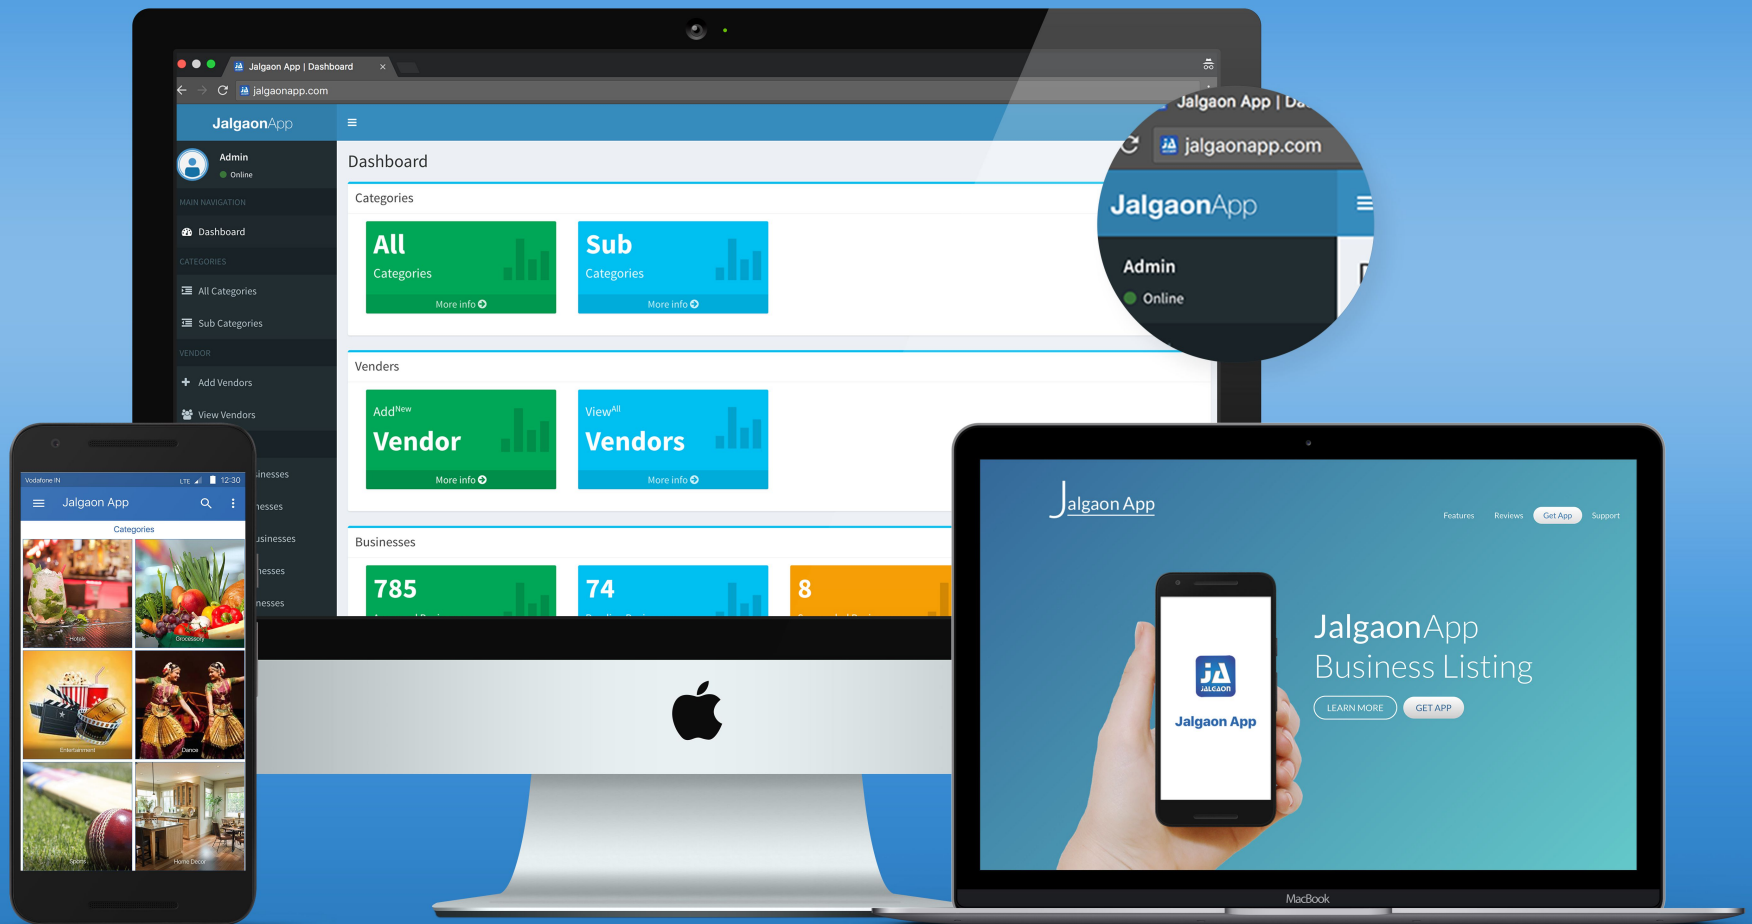 Jalgaon App | Dashboard
jalgaonapp.com
JalgaonApp
Admin
Online
MAIN NAVIGATION
Dashboard
CATEGORIES
All Categories
Sub Categories
VENDOR
Add Vendors
View Vendors
Dashboard
Categories
All
Categories
More info
Sub
Categories
More info
Venders
AddNew
Vendor
More info
ViewAll
Vendors
More info
Businesses
785
74
8
Jalgaon App |
jalgaonapp.com
JalgaonApp
Admin
Online
Vodafone IN LTE 12:30
Jalgaon App
Categories
Hotels
Grocessory
Entertainment
Dance
Sports
Home Decor
Jalgaon App
Features Reviews Get App Support
JalgaonApp
Business Listing
LEARN MORE GET APP
jA
JALGAON
Jalgaon App
MacBook